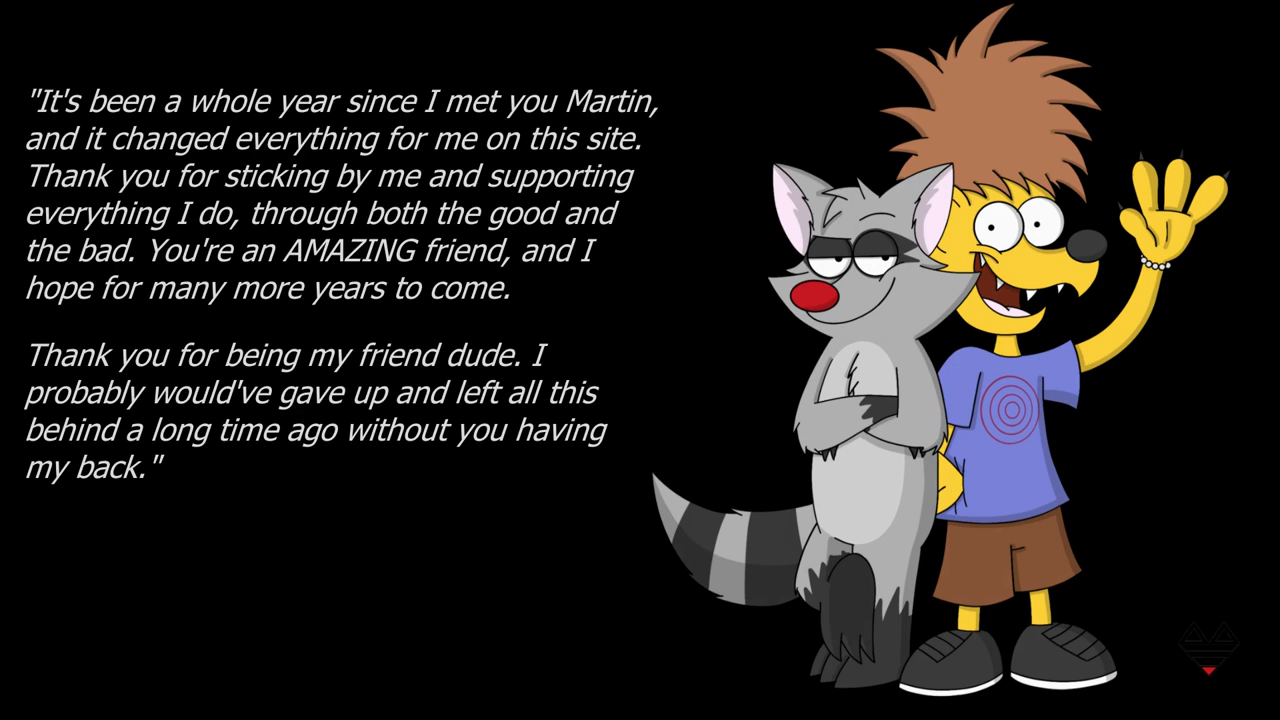 "It's been a whole year since I met you Martin,
and it changed everything for me on this site.
Thank you for sticking by me and supporting
everything I do, through both the good and
the bad. You're an AMAZING friend, and I
hope for many more years to come.
Thank you for being my friend dude. I
probably would've gave up and left all this
behind a long time ago without you having
my back."